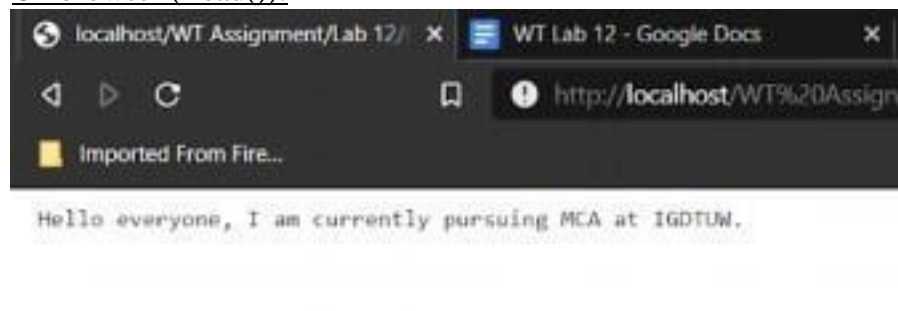 localhost/WT Assignment/Lab 12/ WT Lab 12 - Google Docs
http://localhost/WT%20Assign
Imported From Fire...
Hello everyone, I am currently pursuing MCA at IGDTUW.